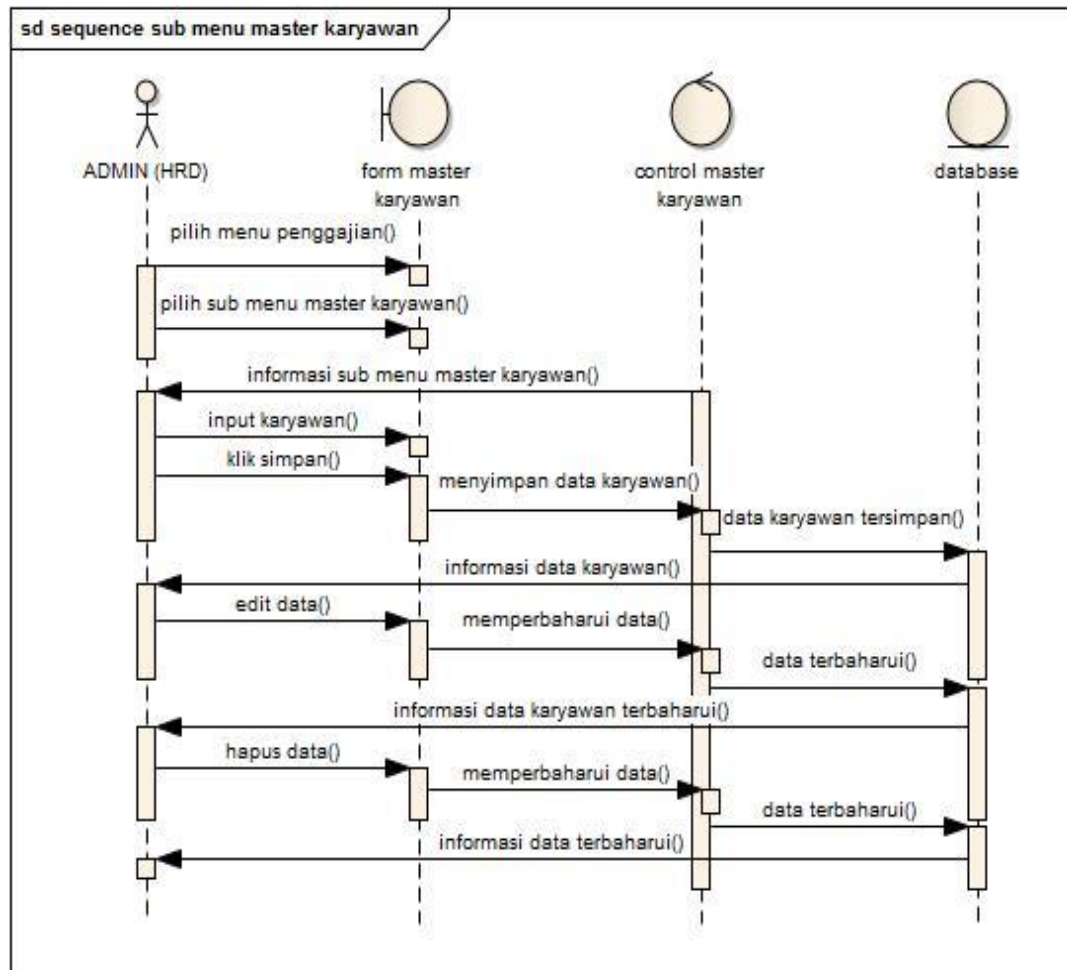 sd sequence sub menu master karyawan
ADMIN (HRD)
form master
karyawan
control master
karyawan
database
pilih menu penggajian()
pilih sub menu master karyawan()
informasi sub menu master karyawan()
input karyawan()
klik simpan()
menyimpan data karyawan()
data karyawan tersimpan()
informasi data karyawan()
edit data()
memperbaharui data()
data terbaharui()
informasi data karyawan terbaharui()
hapus data()
memperbaharui data()
data terbaharui()
informasi data terbaharui()